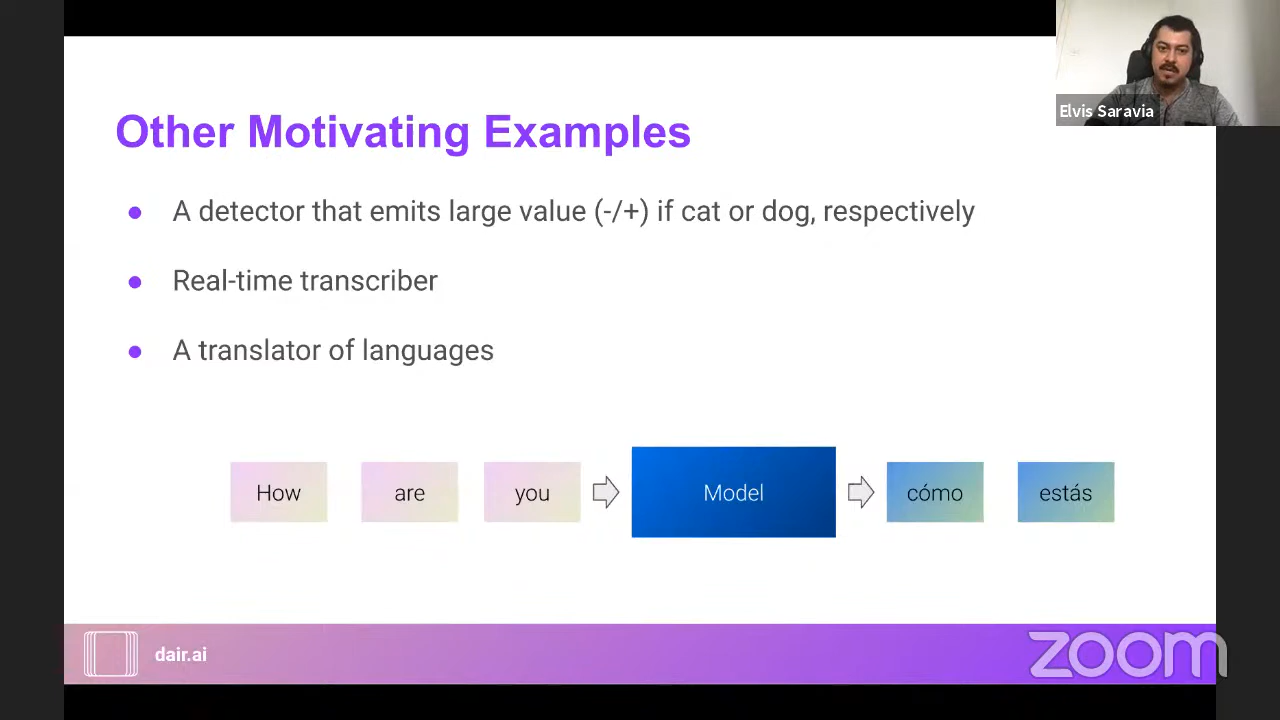 Elvis Saravia
Other Motivating Examples
● A detector that emits large value (-/+) if cat or dog, respectively
● Real-time transcriber
● A translator of languages
How are you Model cómo estás
dair.ai
zoom